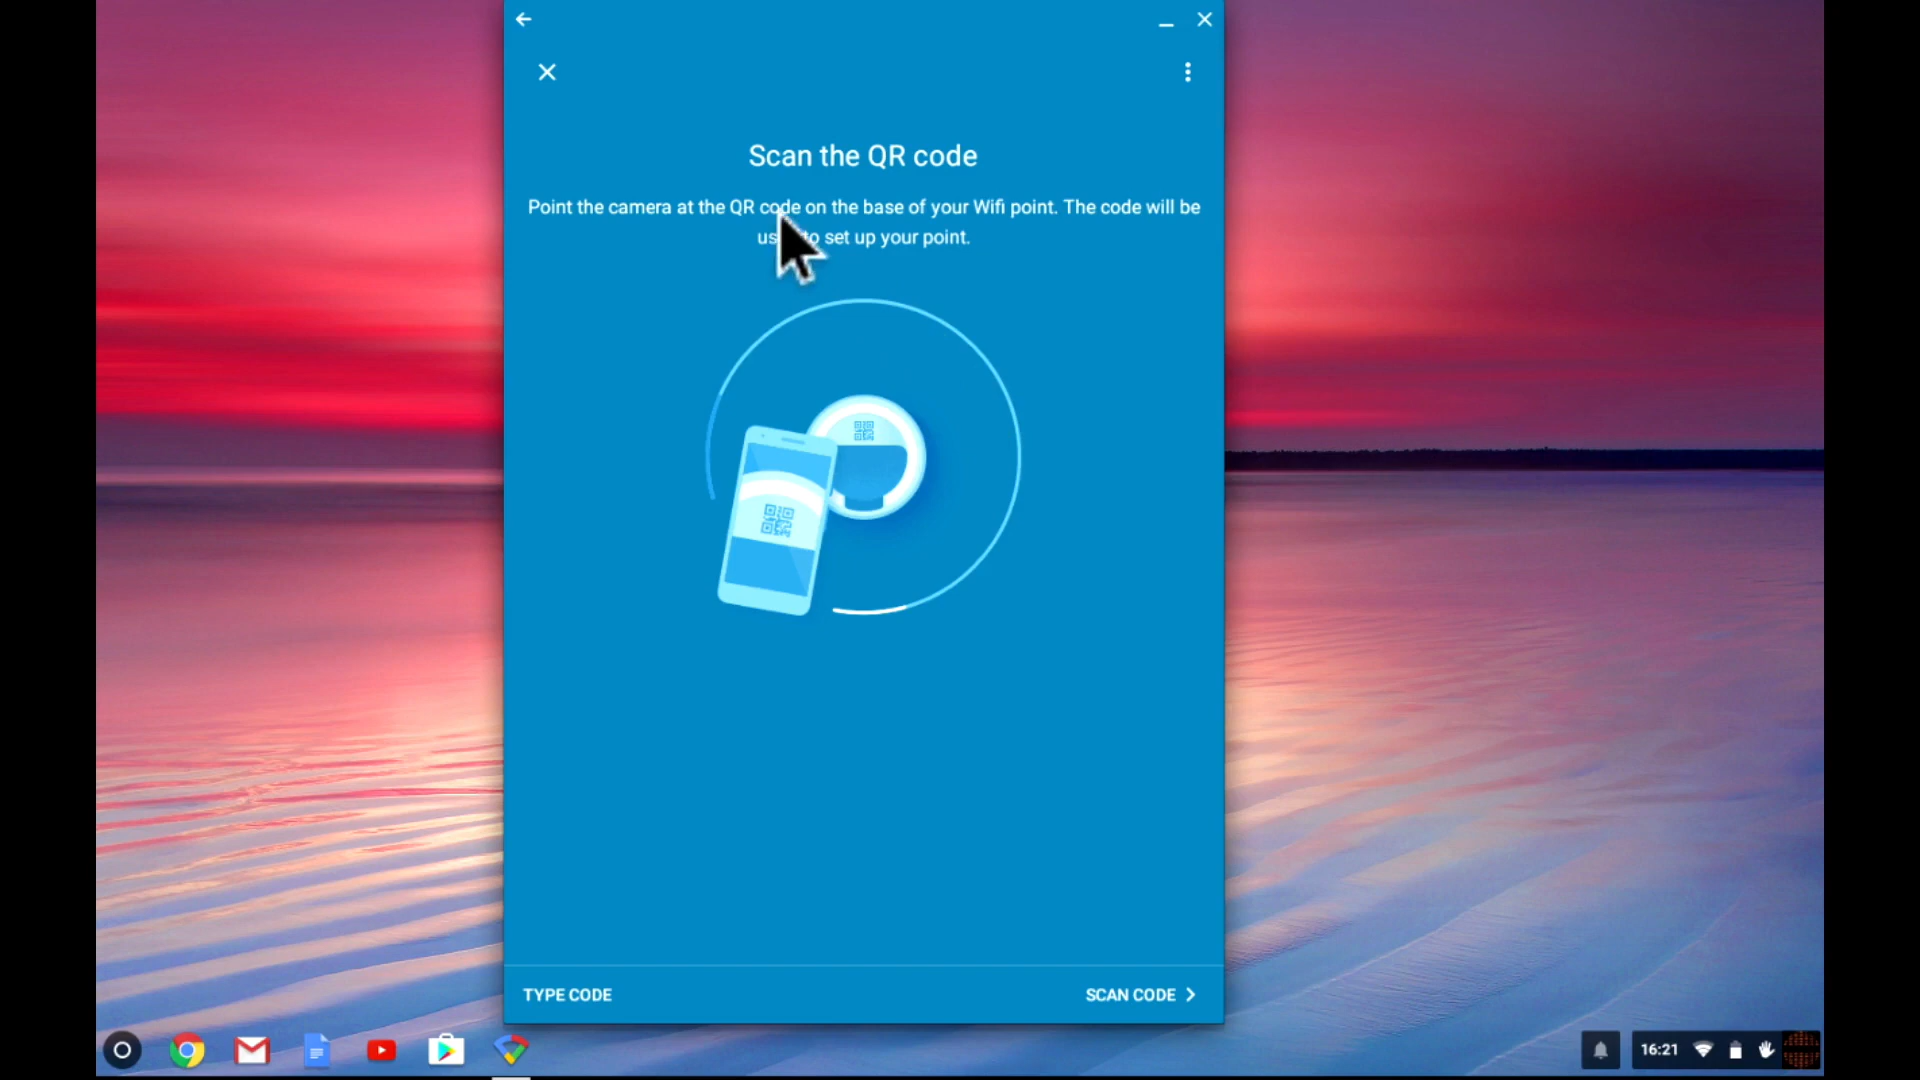 Scan the QR code
Point the camera at the QR code on the base of your Wifi point. The code will be
to set up your point.
TYPE CODE
SCAN CODE
16:21